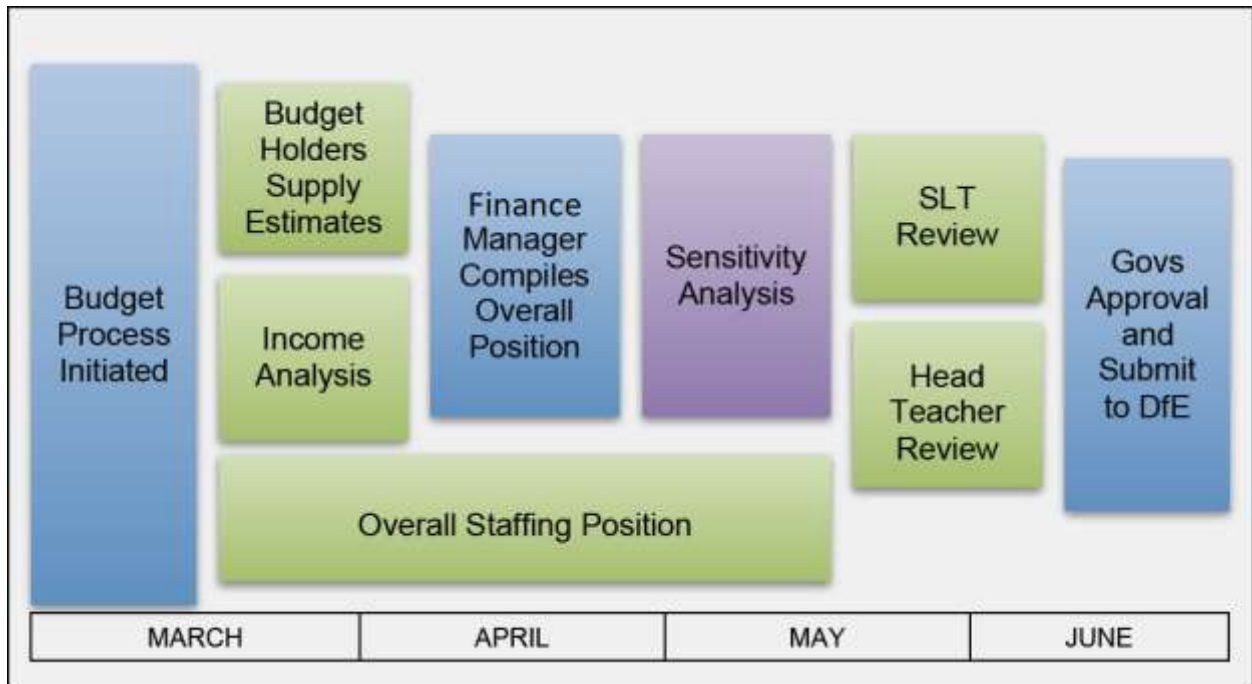 Budget
Process
Initiated
Budget
Holders
Supply
Estimates
Income
Analysis
Finance
Manager
Compiles
Overall
Position
Sensitivity
Analysis
SLT
Review
Head
Teacher
Review
Govs
Approval
and
Submit
to DfE
Overall Staffing Position
MARCH
APRIL
MAY
JUNE